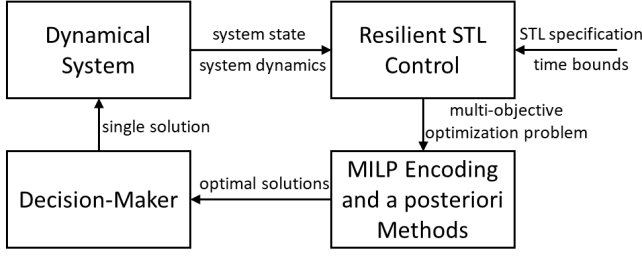 Dynamical
System
system state
system dynamics
Resilient STL
Control
STL specification
time bounds
single solution
multi-objective
optimization problem
Decision-Maker
optimal solutions
MILP Encoding
and a posteriori
Methods